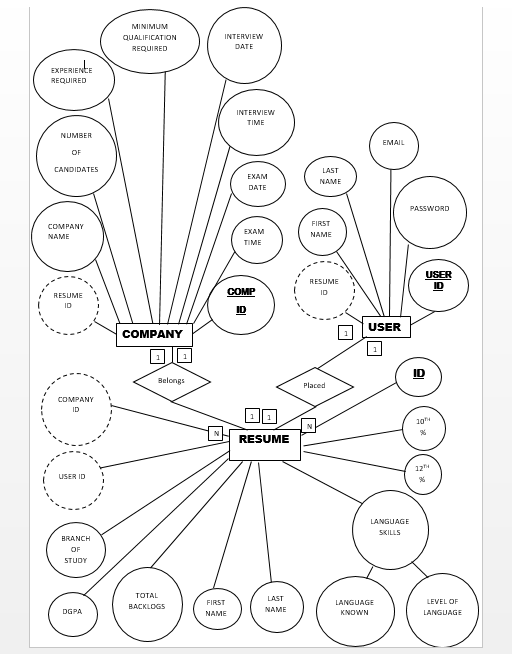 MINIMUM
QUALIFICATION
REQUIRED
INTERVIEW
DATE
EXPERIENCE
REQUIRED
INTERVIEW
TIME
NUMBER
OF
CANDIDATES
EMAIL
LAST
NAME
EXAM
DATE
PASSWORD
COMPANY
NAME
FIRST
NAME
EXAM
TIME
RESUME
ID
COMP
ID
RESUME
ID
USER
ID
COMPANY
USER
1
1
1
1
Belongs
Placed
ID
COMPANY
ID
1
1
N
N
RESUME
10TH
%
12TH
%
USER ID
LANGUAGE
SKILLS
BRANCH
OF
STUDY
TOTAL
BACKLOGS
DGPA
FIRST
NAME
LAST
NAME
LANGUAGE
KNOWN
LEVEL OF
LANGUAGE